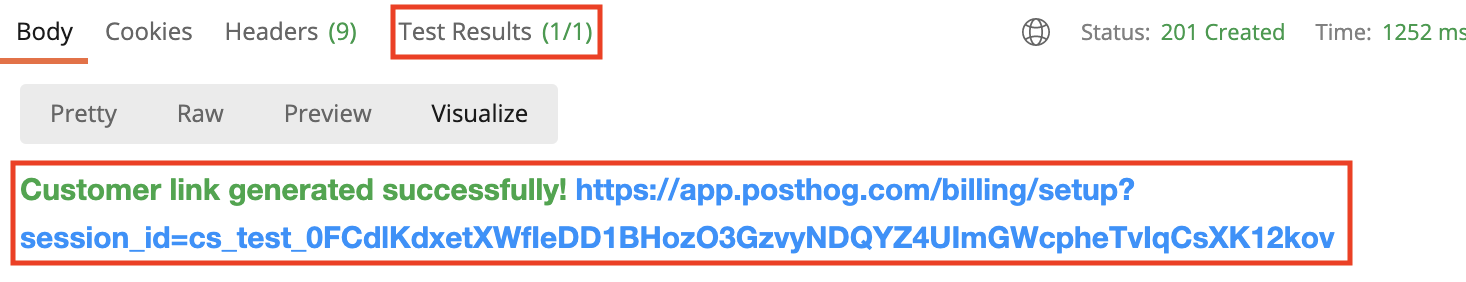 Body Cookies Headers (9) Test Results (1/1) Status: 201 Created Time: 1252 ms
Pretty Raw Preview Visualize
Customer link generated successfully! https://app.posthog.com/billing/setup?
session_id=cs_test_0FCdlKdxetXWfleDD1BHozO3GzvyNDQYZ4UlmGWcpheTvlqCsXK12kov